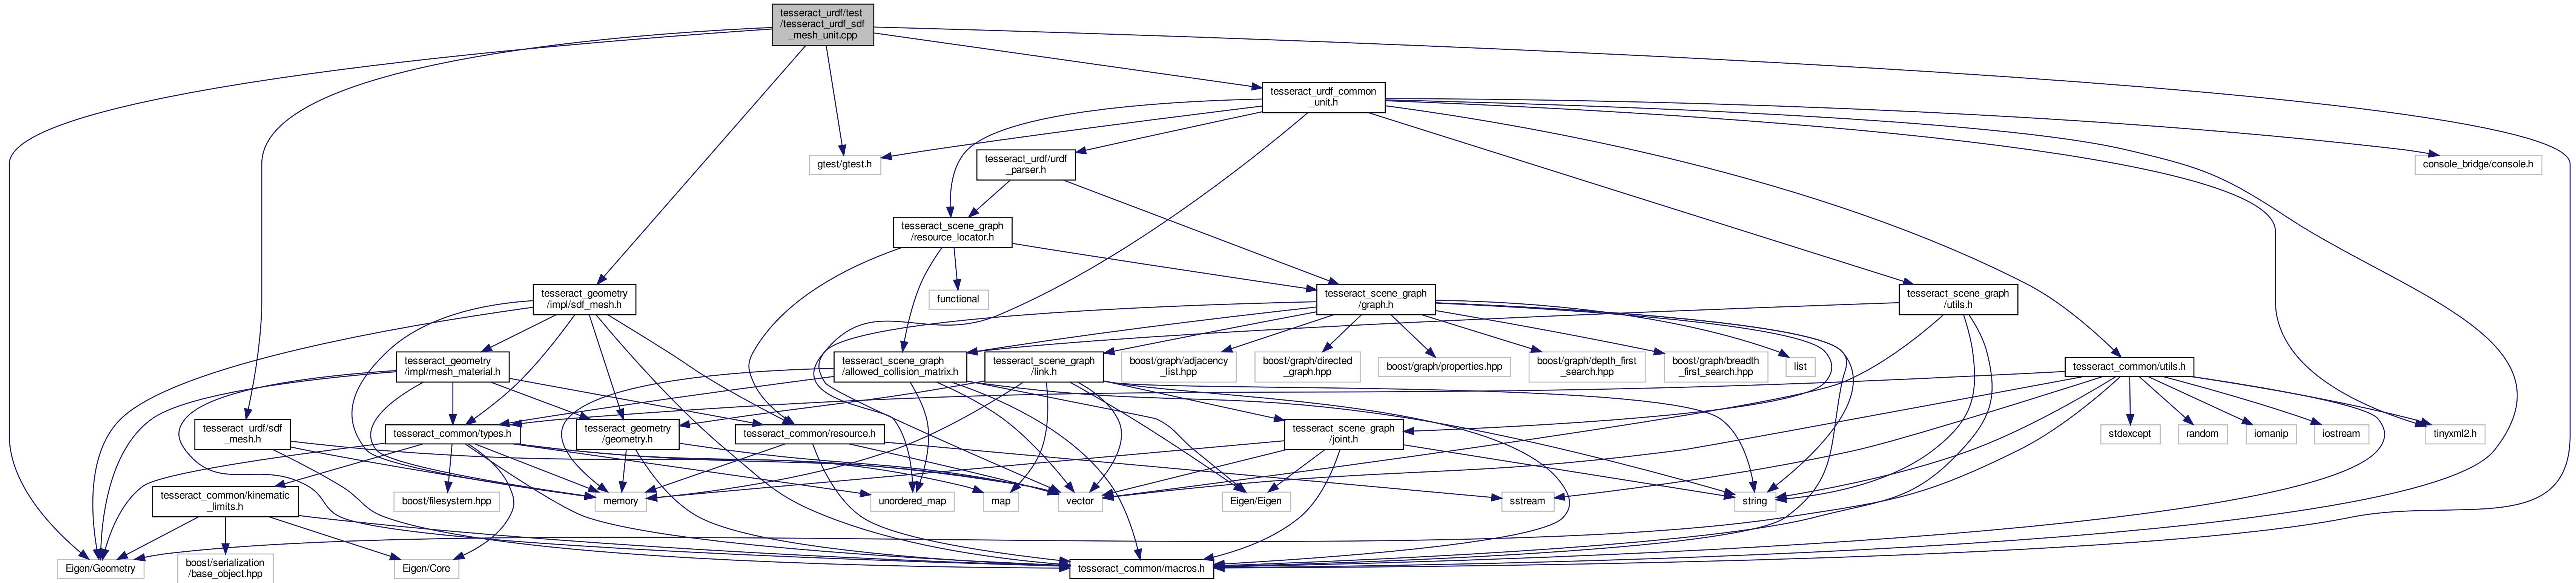 tesseract_urdf/test
/tesseract_urdf_sdf
_mesh_unit.cpp
tesseract_urdf_common
_unit.h
gtest/gtest.h
tesseract_urdf/urdf
_parser.h
console_bridge/console.h
tesseract_scene_graph
/resource_locator.h
tesseract_geometry
/impl/sdf_mesh.h
functional
tesseract_scene_graph
/graph.h
tesseract_scene_graph
/utils.h
tesseract_geometry
/impl/mesh_material.h
tesseract_scene_graph
/allowed_collision_matrix.h
tesseract_scene_graph
/link.h
boost/graph/adjacency
_list.hpp
boost/graph/directed
_graph.hpp
boost/graph/properties.hpp
boost/graph/depth_first
_search.hpp
boost/graph/breadth
_first_search.hpp
list
tesseract_common/utils.h
tesseract_urdf/sdf
_mesh.h
tesseract_common/types.h
tesseract_geometry
/geometry.h
tesseract_common/resource.h
tesseract_scene_graph
/joint.h
stdexcept
random
iomanip
iostream
tinyxml2.h
tesseract_common/kinematic
_limits.h
boost/filesystem.hpp
memory
unordered_map
map
vector
Eigen/Eigen
sstream
string
Eigen/Geometry
boost/serialization
/base_object.hpp
Eigen/Core
tesseract_common/macros.h